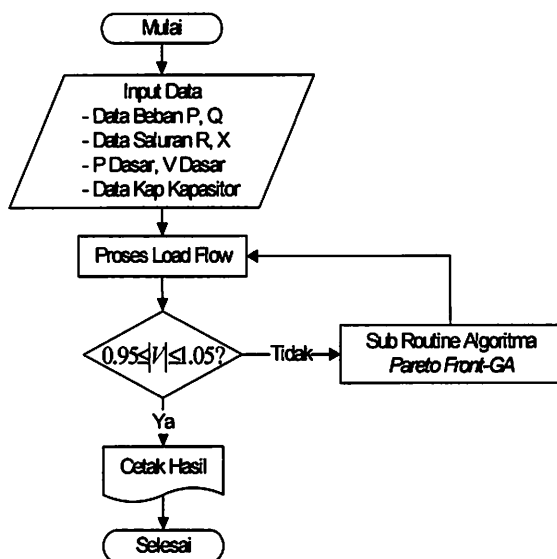 Mulai
Input Data
- Data Beban P, Q
- Data Saluran R, X
- P Dasar, V Dasar
- Data Kap Kapasitor
Proses Load Flow
0.95≤|V|≤1.05?
Tidak
Sub Routine Algoritma
Pareto Front-GA
Ya
Cetak Hasil
Selesai